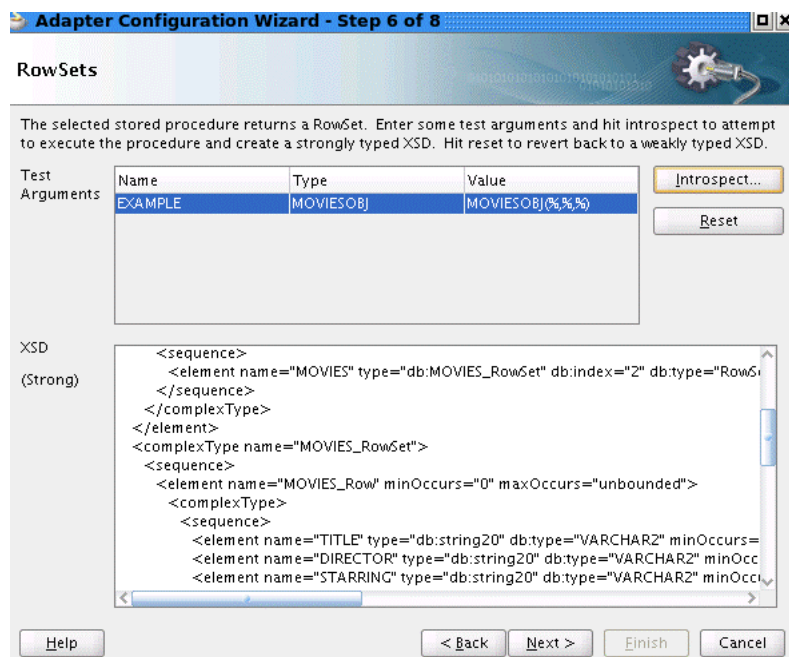 Adapter Configuration Wizard - Step 6 of 8
RowSets
The selected stored procedure returns a RowSet. Enter some test arguments and hit introspect to attempt
to execute the procedure and create a strongly typed XSD. Hit reset to revert back to a weakly typed XSD.
Test
Arguments
Name Type Value
EXAMPLE MOVIESOBJ MOVIESOBJ(%,%,%)
Introspect...
Reset
XSD
(Strong)
<sequence>
<element name="MOVIES" type="db:MOVIES_RowSet" db:index="2" db:type="RowS
</sequence>
</complexType>
</element>
<complexType name="MOVIES_RowSet">
<sequence>
<element name="MOVIES_Row" minOccurs="0" maxOccurs="unbounded">
<complexType>
<sequence>
<element name="TITLE" type="db:string20" db:type="VARCHAR2" minOccurs=
<element name="DIRECTOR" type="db:string20" db:type="VARCHAR2" minOcc
<element name="STARRING" type="db:string20" db:type="VARCHAR2" minOccu
Help
< Back
Next >
Finish
Cancel